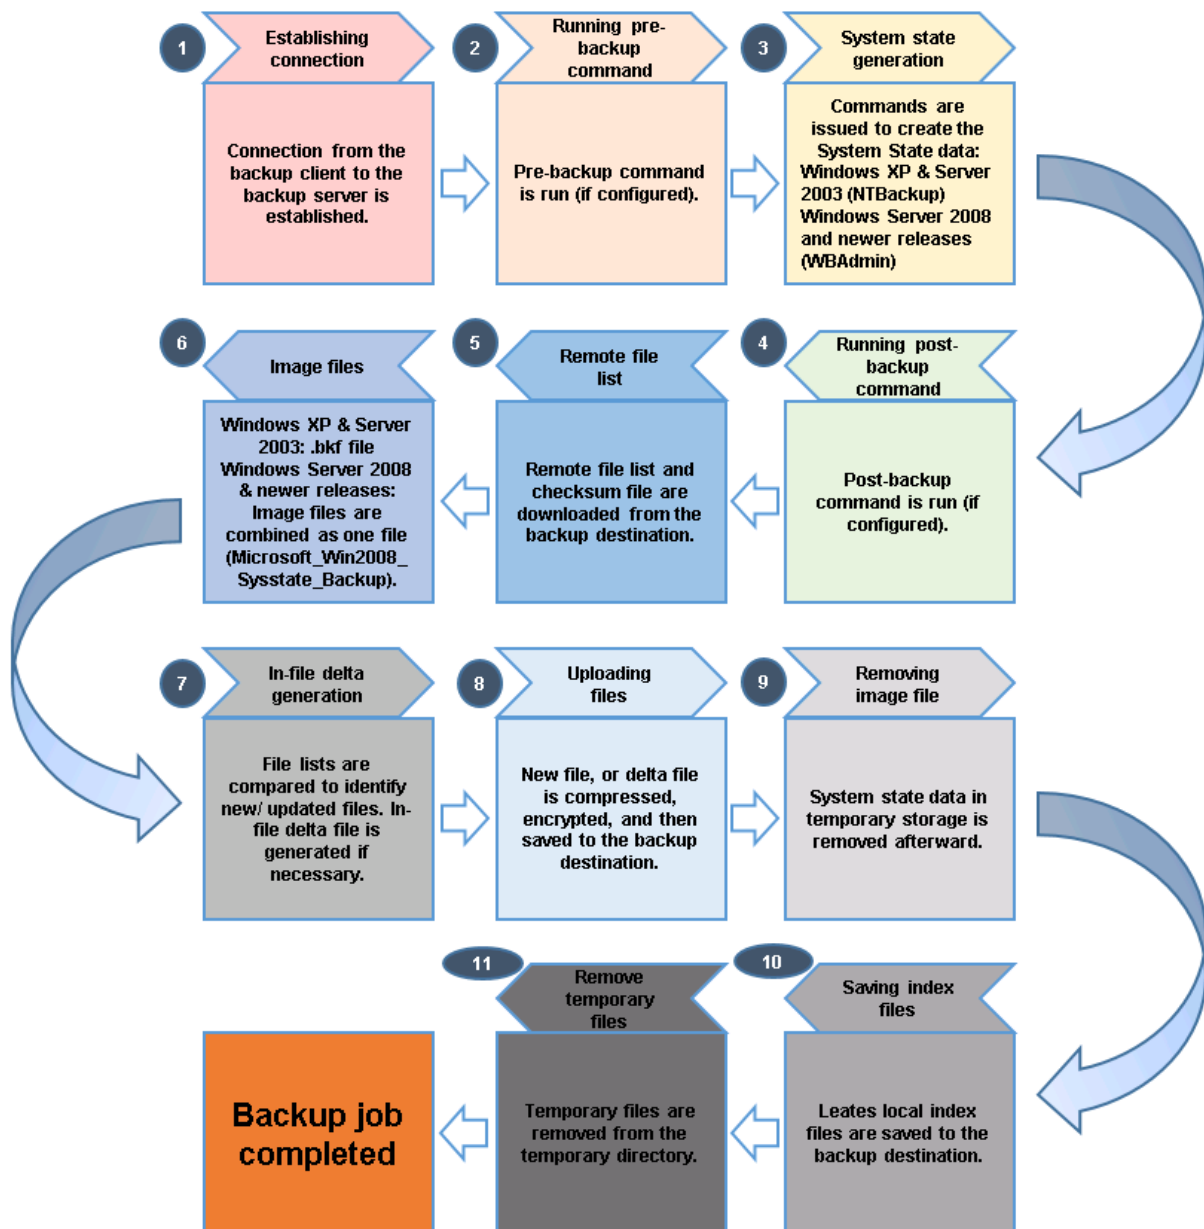 1
Establishing
connection
Connection from the
backup client to the
backup server is
established.
2
Running pre-
backup
command
Pre-backup command
is run (if configured).
3
System state
generation
Commands are
issued to create the
System State data:
Windows XP & Server
2003 (NTBackup)
Windows Server 2008
and newer releases
(WBAdmin)
4
Running post-
backup
command
Post-backup
command is run (if
configured).
5
Remote file
list
Remote file list and
checksum file are
downloaded from the
backup destination.
6
Image files
Windows XP & Server
2003: .bkf file
Windows Server 2008
& newer releases:
Image files are
combined as one file
(Microsoft_Win2008_
Sysstate_Backup).
7
In-file delta
generation
File lists are
compared to identify
new/ updated files. In-
file delta file is
generated if
necessary.
8
Uploading
files
New file, or delta file
is compressed,
encrypted, and then
saved to the backup
destination.
9
Removing
image file
System state data in
temporary storage is
removed afterward.
10
Saving index
files
Leates local index
files are saved to the
backup destination.
11
Remove
temporary
files
Temporary files are
removed from the
temporary directory.
Backup job
completed